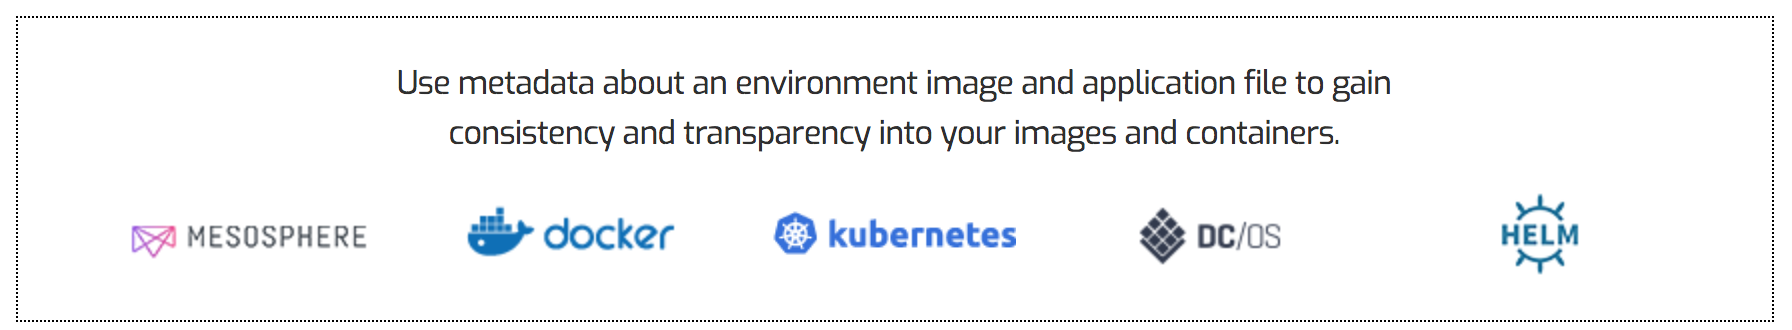 Use metadata about an environment image and application file to gain
consistency and transparency into your images and containers.
MESOSPHERE docker kubernetes DC/OS HELM